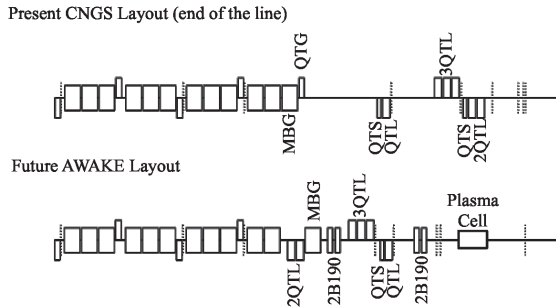 Present CNGS Layout (end of the line)
QTG
3QTL
MBG
QTS
QTL
QTS
2QTL
Future AWAKE Layout
MBG
3QTL
Plasma
Cell
2QTL
2B190
QTS
QTL
2B190